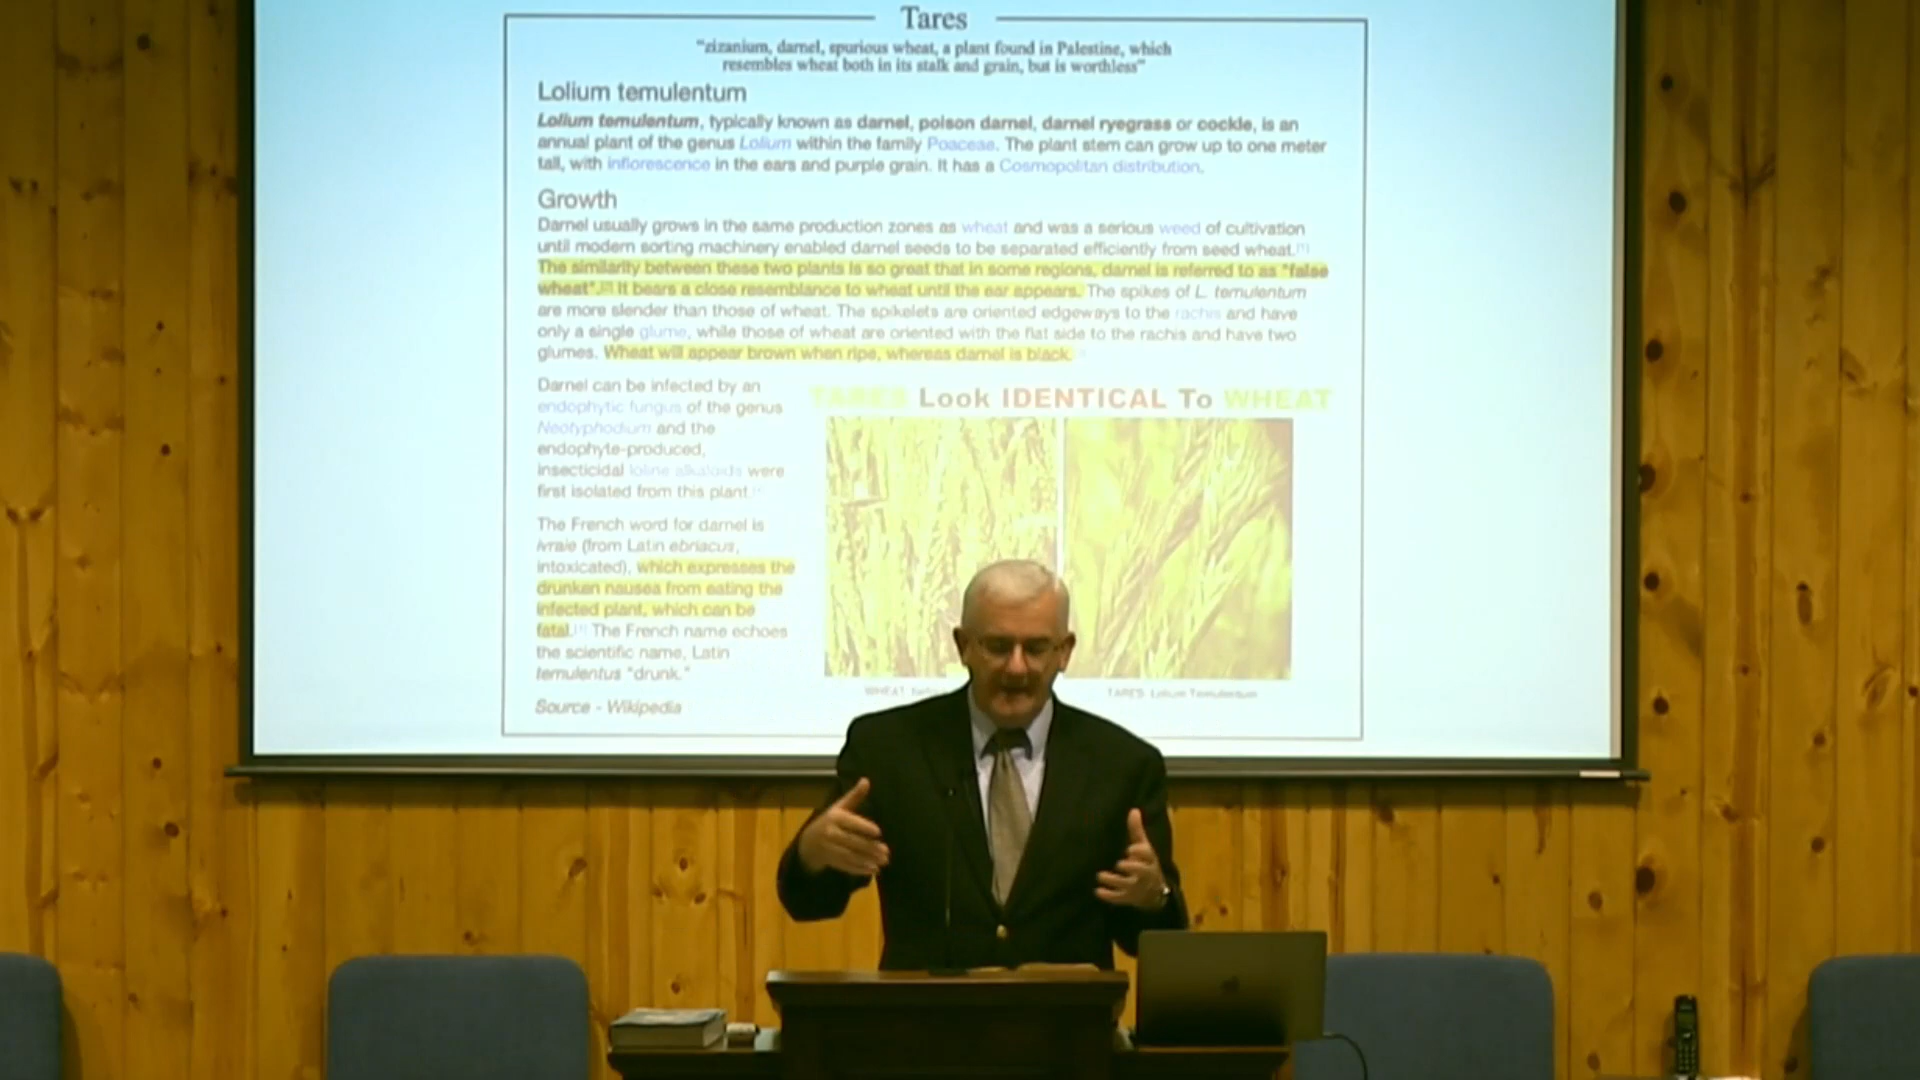 Tares
"zizanium, darnel, spurious wheat, a plant found in Palestine, which
resembles wheat both in its stalk and grain, but is worthless"
Lolium temulentum
Lolium temulentum, typically known as darnel, poison darnel, darnel ryegrass or cockle, is an
annual plant of the genus Lolium within the family Poaceae. The plant stem can grow up to one meter
tall, with inflorescence in the ears and purple grain. It has a Cosmopolitan distribution.
Growth
Darnel usually grows in the same production zones as wheat and was a serious weed of cultivation
until modern sorting machinery enabled darnel seeds to be separated efficiently from seed wheat.[1]
The similarity between these two plants is so great that in some regions, darnel is referred to as "false
wheat". It bears a close resemblance to wheat until the ear appears. The spikes of L. temulentum
are more slender than those of wheat. The spikelets are oriented edgeways to the rachis and have
only a single glume, while those of wheat are oriented with the flat side to the rachis and have two
glumes. Wheat will appear brown when ripe, whereas darnel is black.
Darnel can be infected by an
endophytic fungus of the genus
Neotyphodium and the
endophyte-produced,
insecticidal loline alkaloids were
first isolated from this plant.
The French word for darnel is
ivraie (from Latin ebriacus,
intoxicated), which expresses the
drunken nausea from eating the
infected plant, which can be
fatal. The French name echoes
the scientific name, Latin
temulentus "drunk."
Source - Wikipedia
TARES Look IDENTICAL To WHEAT
WHEAT
TARES Lolium Temulentum